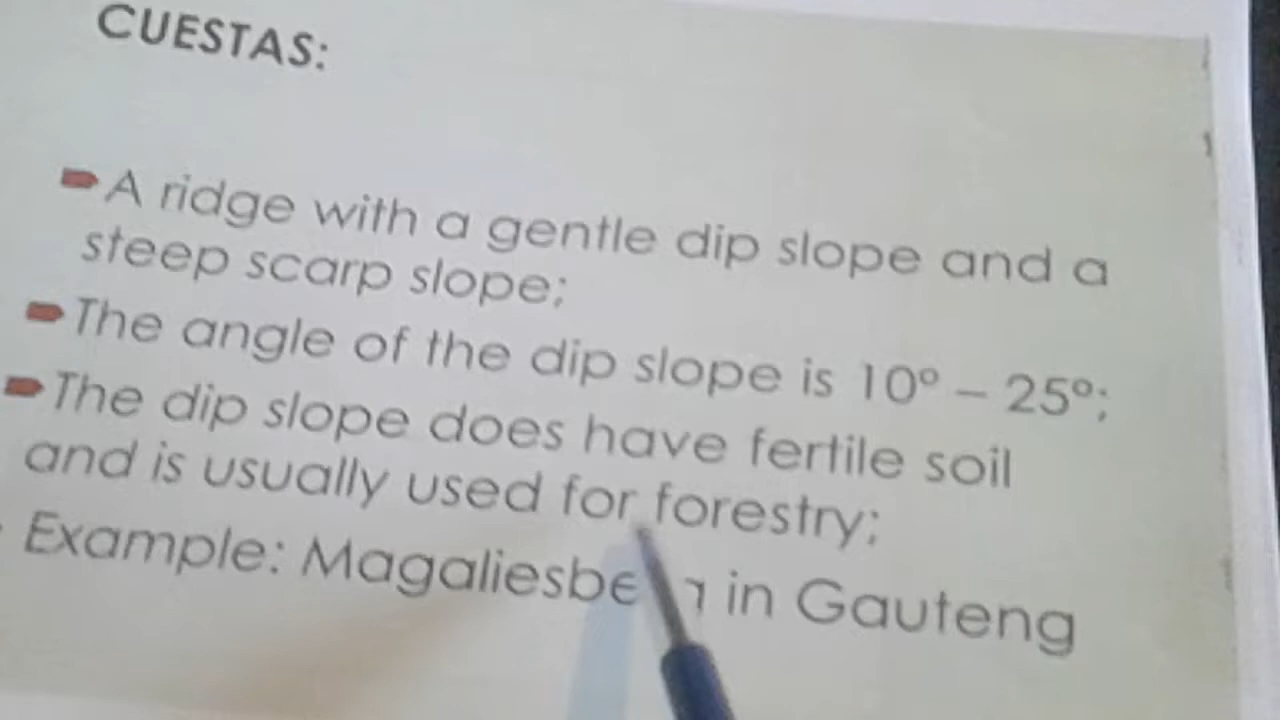 CUESTAS:
A ridge with a gentle dip slope and a
steep scarp slope;
The angle of the dip slope is 10° – 25°;
The dip slope does have fertile soil
and is usually used for forestry;
Example: in Gauteng